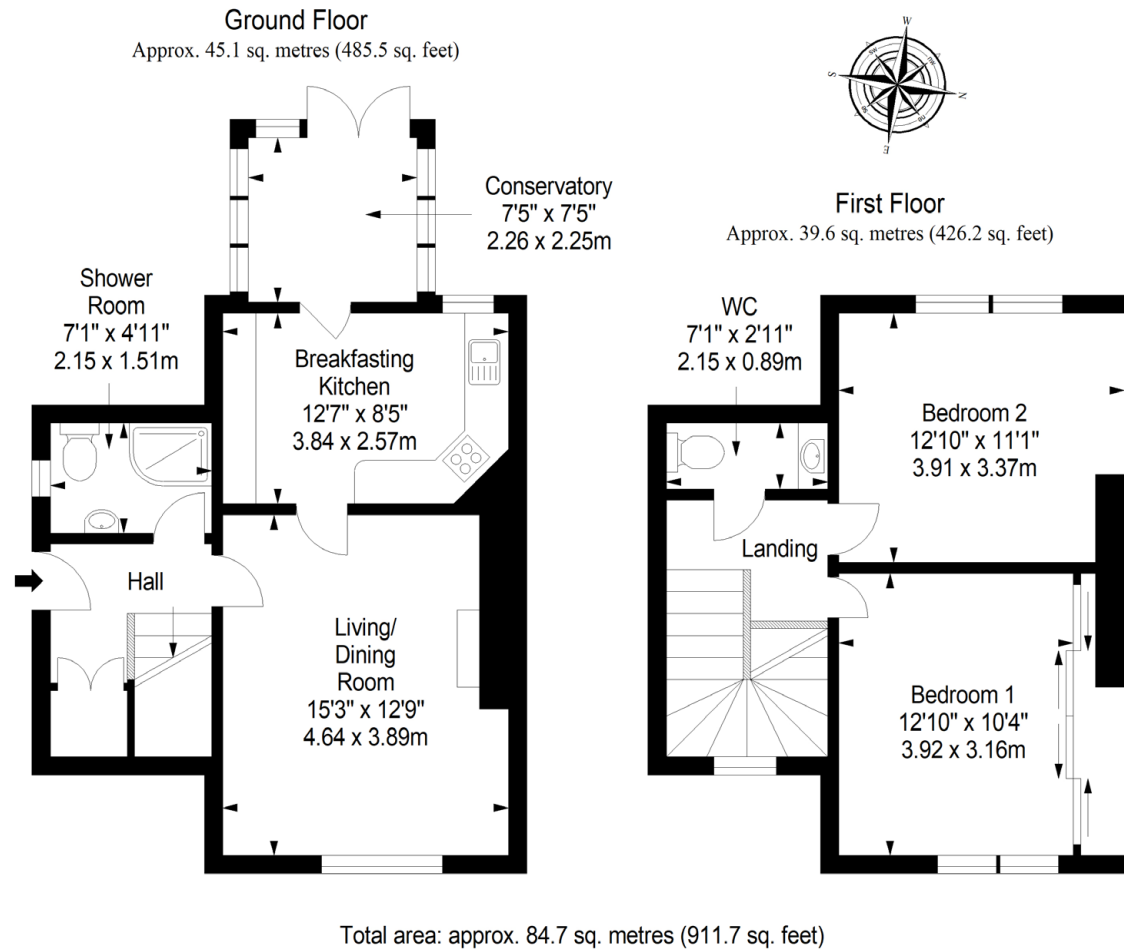 Ground Floor
Approx. 45.1 sq. metres (485.5 sq. feet)
W
SW
NW
S
N
SE
NE
E
Conservatory
7'5" x 7'5"
2.26 x 2.25m
First Floor
Approx. 39.6 sq. metres (426.2 sq. feet)
Shower
Room
7'1" x 4'11"
2.15 x 1.51m
WC
7'1" x 2'11"
2.15 x 0.89m
Breakfasting
Kitchen
12'7" x 8'5"
3.84 x 2.57m
Bedroom 2
12'10" x 11'1"
3.91 x 3.37m
Hall
Landing
Living/
Dining
Room
15'3" x 12'9"
4.64 x 3.89m
Bedroom 1
12'10" x 10'4"
3.92 x 3.16m
Total area: approx. 84.7 sq. metres (911.7 sq. feet)